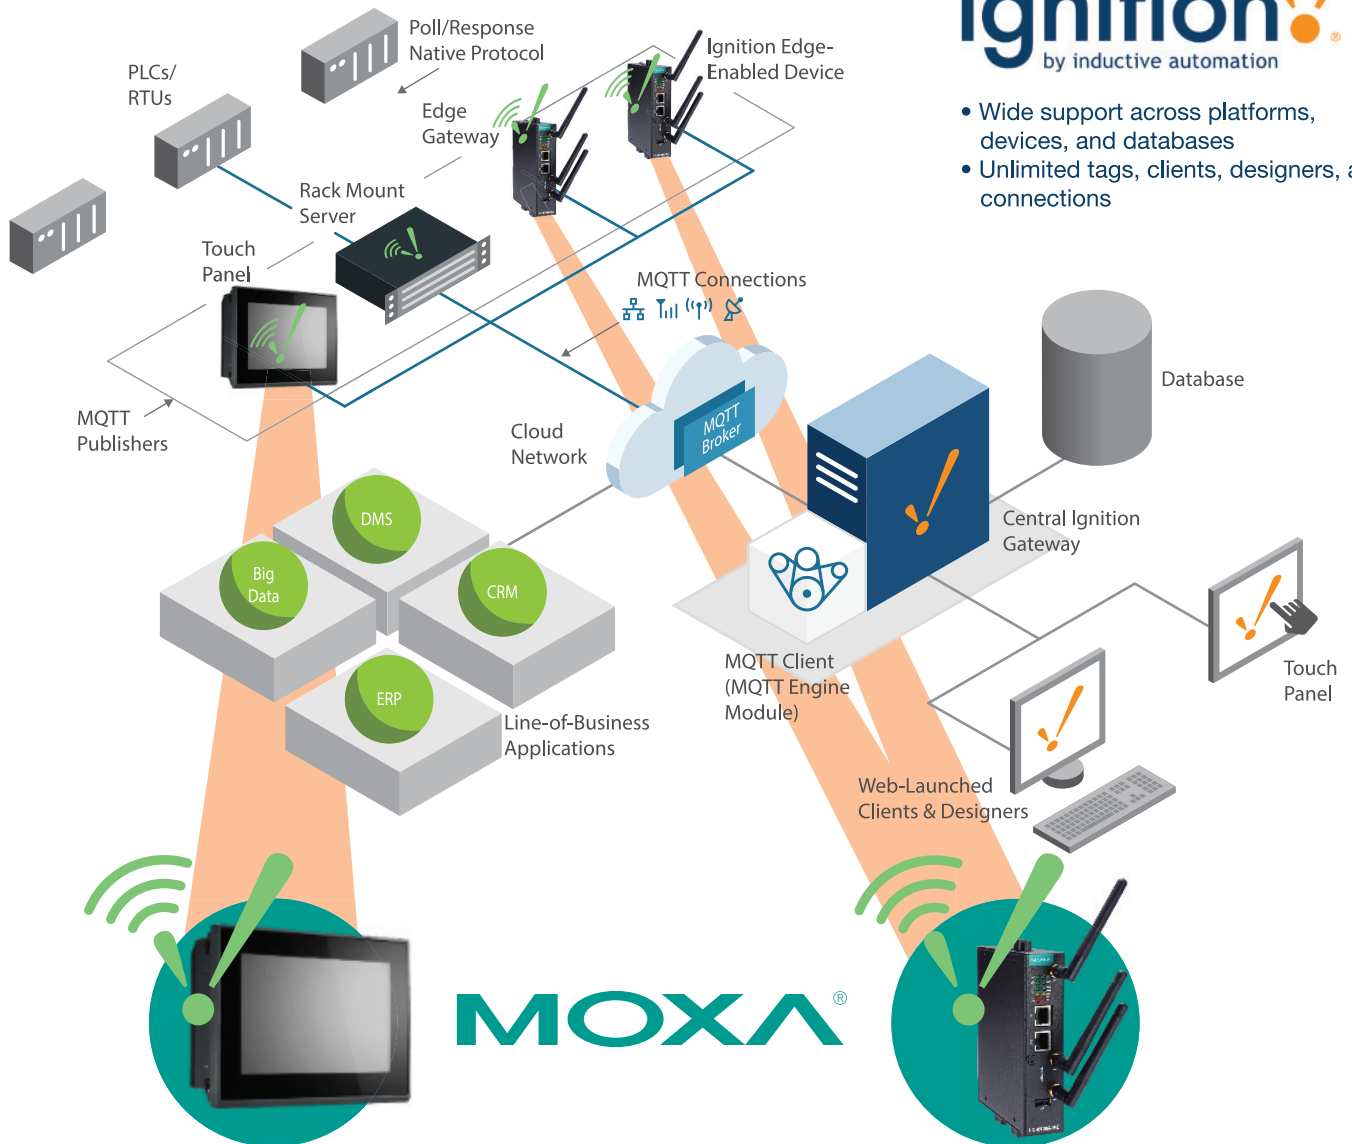 Ignition®
by inductive automation
• Wide support across platforms,
devices, and databases
• Unlimited tags, clients, designers,
connections
Poll/Response
Native Protocol
PLCs/
RTUs
Edge
Gateway
Ignition Edge-
Enabled Device
Rack Mount
Server
Touch
Panel
MQTT Connections
MQTT
Publishers
Cloud
Network
MQTT
Broker
Database
Central Ignition
Gateway
DMS
Big
Data
CRM
ERP
Line-of-Business
Applications
MQTT Client
(MQTT Engine
Module)
Touch
Panel
Web-Launched
Clients & Designers
MOXA®